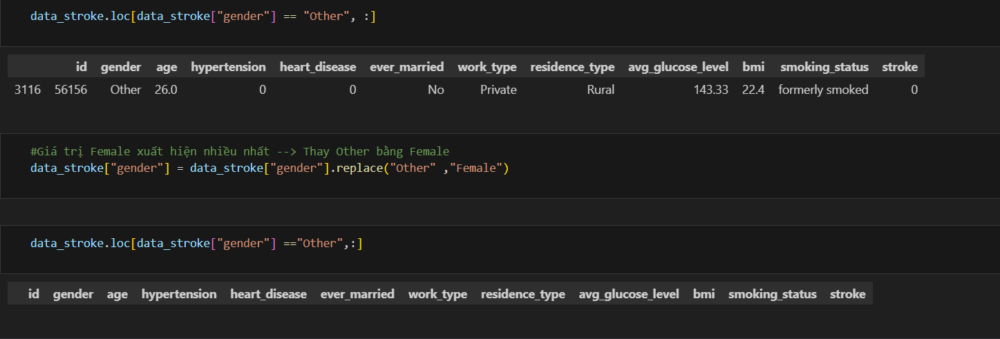 data_stroke.loc[data_stroke["gender"] == "Other", :]
id gender age hypertension heart_disease ever_married work_type residence_type avg_glucose_level bmi smoking_status stroke
3116 56156 Other 26.0 0 0 No Private Rural 143.33 22.4 formerly smoked 0
#Giá trị Female xuất hiện nhiều nhất --> Thay Other bằng Female
data_stroke["gender"] = data_stroke["gender"].replace("Other" ,"Female")
data_stroke.loc[data_stroke["gender"] =="Other",:]
id gender age hypertension heart_disease ever_married work_type residence_type avg_glucose_level bmi smoking_status stroke